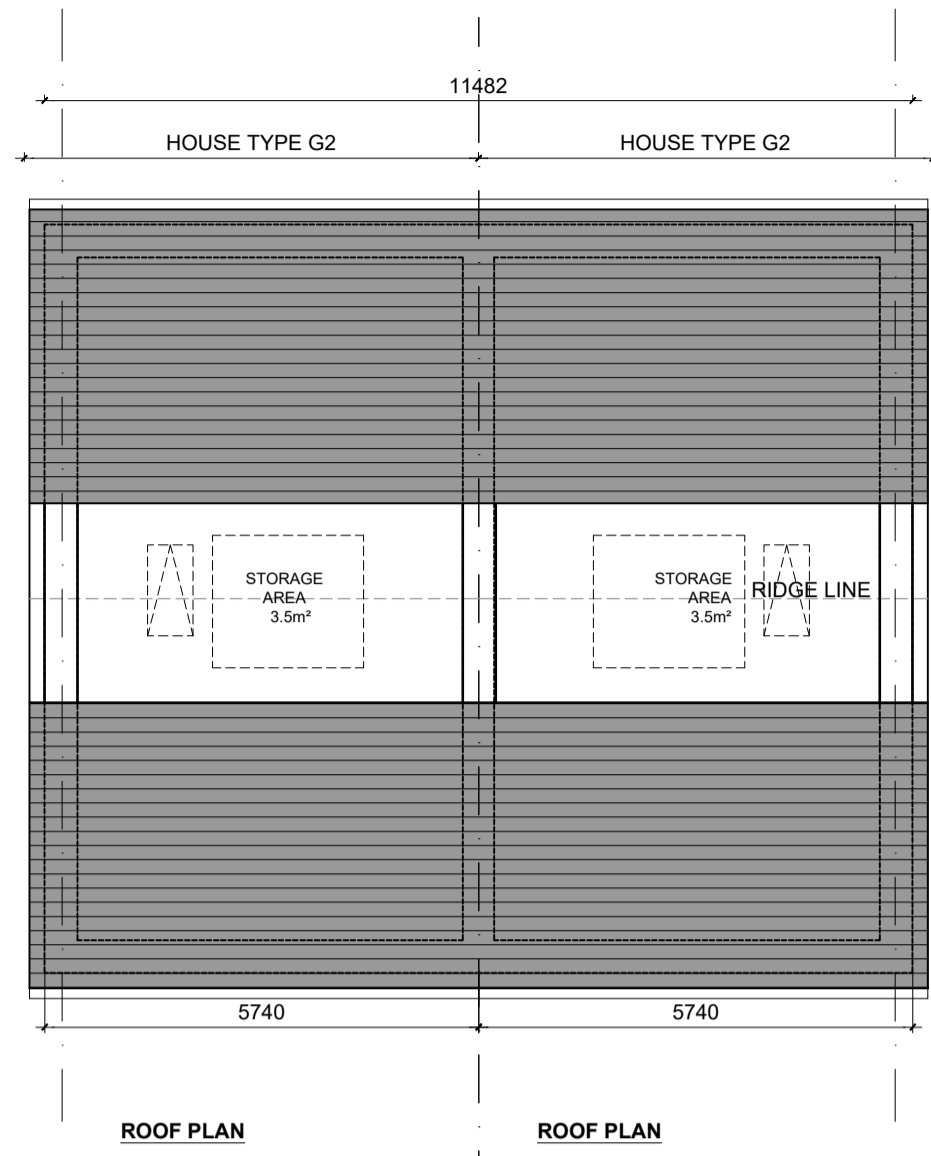 11482
HOUSE TYPE G2
HOUSE TYPE G2
STORAGE
AREA
3.5m²
STORAGE
AREA
3.5m²
RIDGE LINE
5740
5740
ROOF PLAN
ROOF PLAN